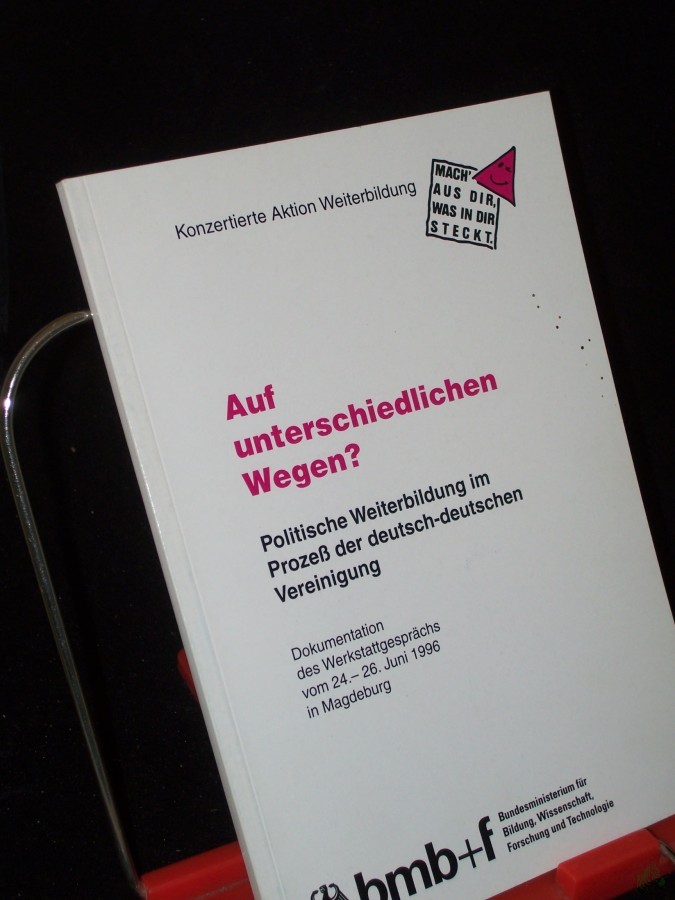 Konzertierte Aktion Weiterbildung
MACH'
AUS DIR,
WAS IN DIR
STECKT.
Auf
unterschiedlichen
Wegen?
Politische Weiterbildung im
Prozeß der deutsch-deutschen
Vereinigung
Dokumentation
des Werkstattgesprächs
vom 24.– 26. Juni 1996
in Magdeburg
bmb+f
Bundesministerium für
Bildung, Wissenschaft,
Forschung und Technologie